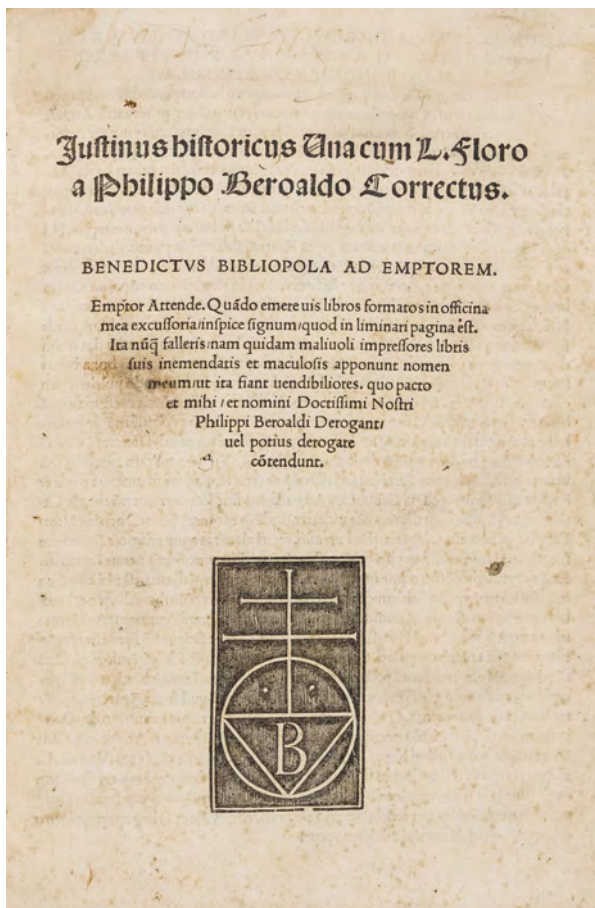 Justinus historicus Una cum L. Floro
a Philippo Beroaldo Correctus.
BENEDICTVS BIBLIOPOLA AD EMPTOREM.
Emptor Attende. Quãdo emere uis libros formatos in officina
mea excussoria/inspice signum/quod in liminari pagina est.
Ita nũq̃ falleris/nam quidam maliuoli impressores libris
suis inemendatis et maculosis apponunt nomen
meum/ut ita fiant uendibiliores. quo pacto
et mihi / et nomini Doctissimi Nostri
Philippi Beroaldi Derogant/
uel potius derogare
cõtendunt.
B